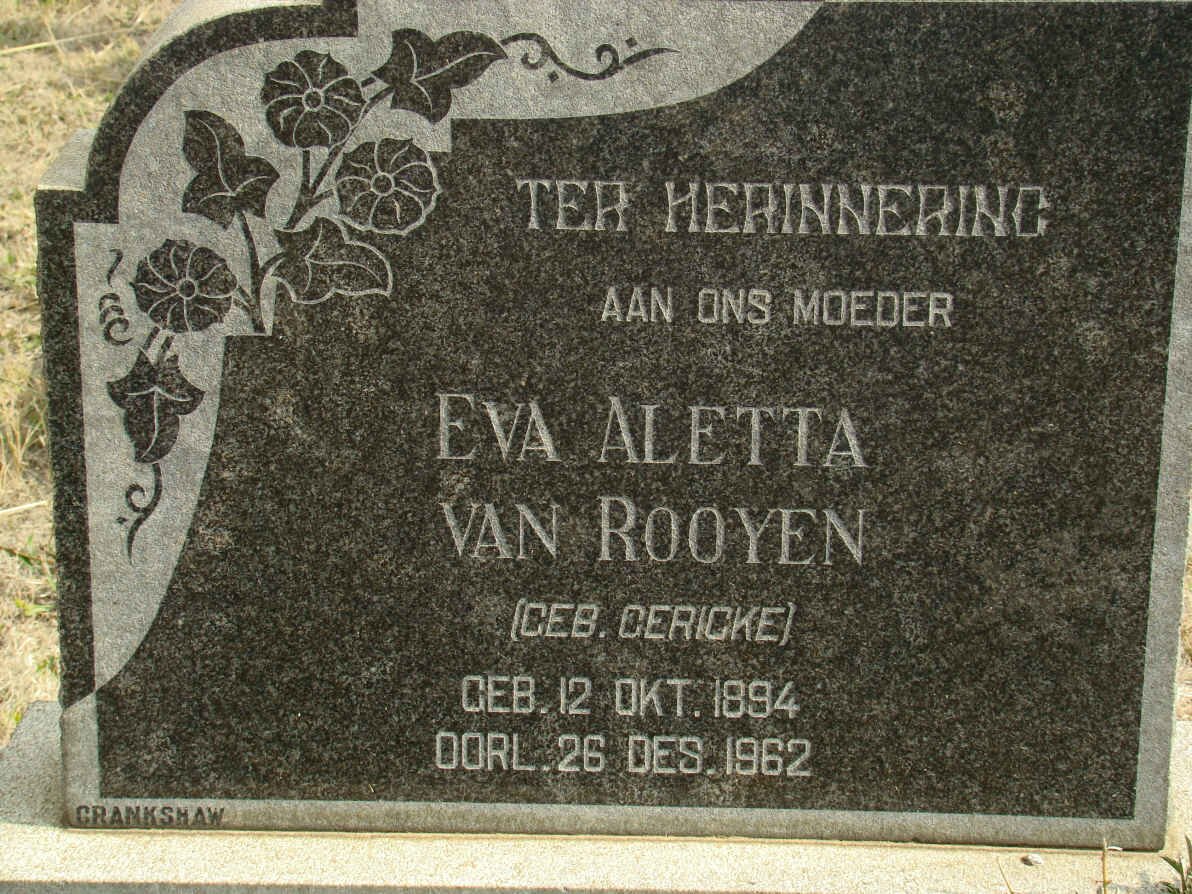 TER HERINNERING
AAN ONS MOEDER
EVA ALETTA
VAN ROOYEN
(GEB. GERICKE)
GEB. 12 OKT. 1894
OORL. 26 DES. 1962
CRANKSHAW